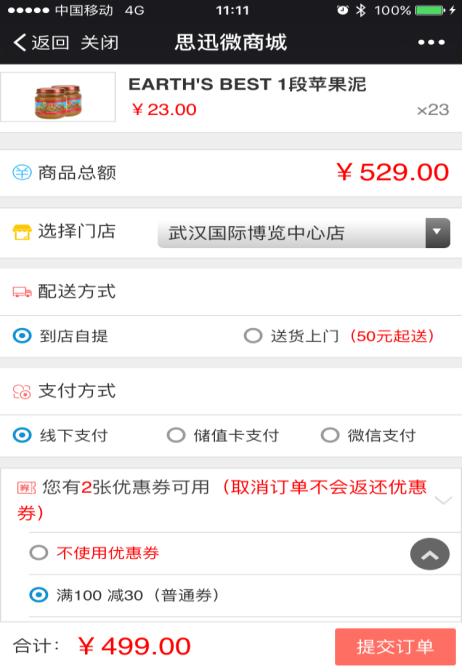 中国移动 4G 11:11 100%
返回 关闭 思迅微商城
EARTH'S BEST 1段苹果泥
￥23.00 ×23
商品总额 ￥529.00
选择门店 武汉国际博览中心店
配送方式
到店自提 送货上门（50元起送）
支付方式
线下支付 储值卡支付 微信支付
券 您有2张优惠券可用（取消订单不会返还优惠
券）
不使用优惠券
满100 减30（普通券）
合计：￥499.00 提交订单